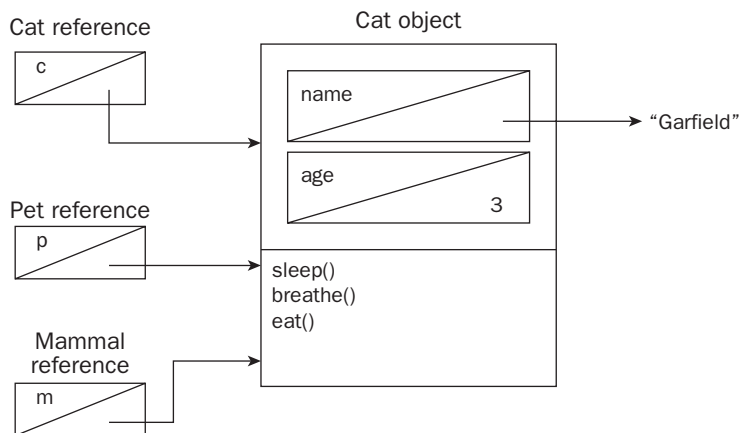 Cat reference
c
Cat object
name
"Garfield"
age
3
Pet reference
p
sleep()
breathe()
eat()
Mammal
reference
m